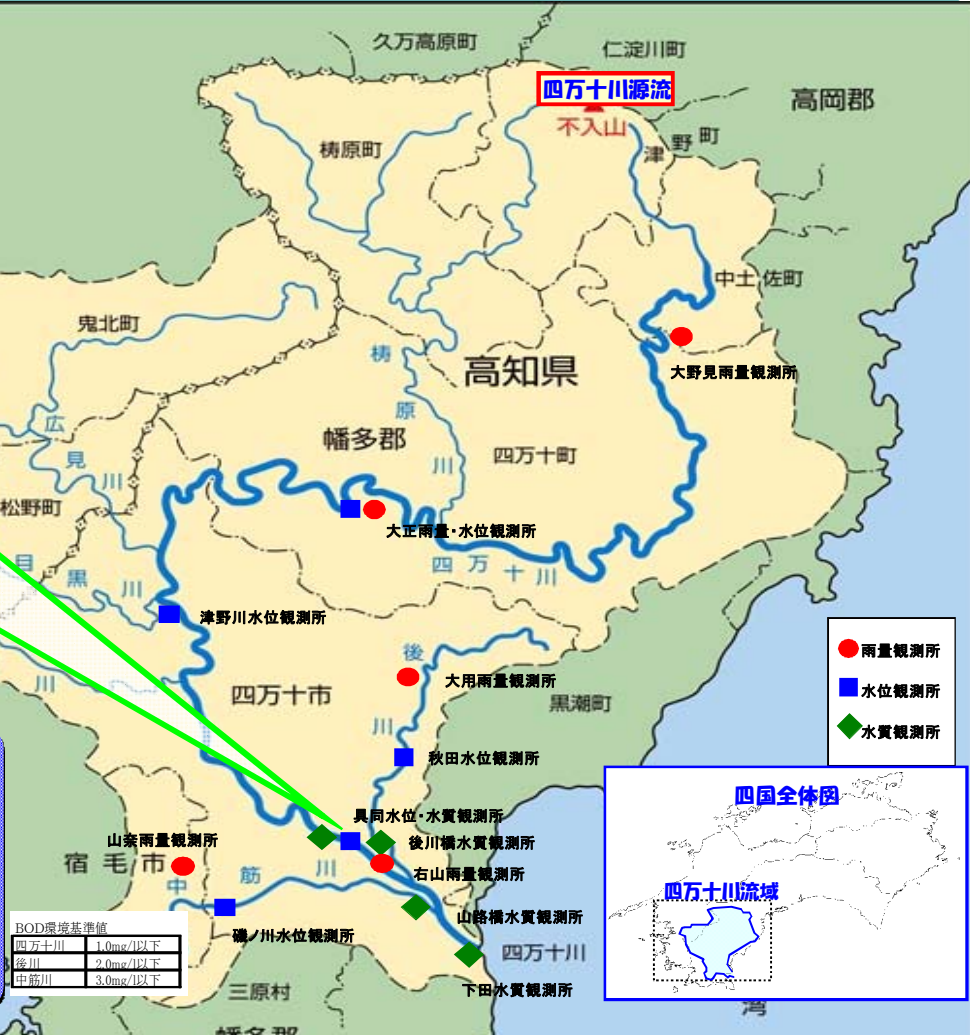 久万高原町
仁淀川町
四万十川源流
不入山
高岡郡
梼原町
津野町
中土佐町
鬼北町
梼原川
高知県
大野見雨量観測所
広見川
幡多郡
四万十町
松野町
大正雨量・水位観測所
四万十川
目黒川
津野川水位観測所
後川
大用雨量観測所
川
四万十市
黒潮町
秋田水位観測所
雨量観測所
水位観測所
水質観測所
具同水位・水質観測所
後川橋水質観測所
山奈雨量観測所
宿毛市
右山雨量観測所
中筋川
山路橋水質観測所
磯ノ川水位観測所
四万十川
下田水質観測所
三原村
幡多郡
BOD環境基準値
四万十川 1.0mg/l以下
後川 2.0mg/l以下
中筋川 3.0mg/l以下
四国全体図
四万十川流域
湾